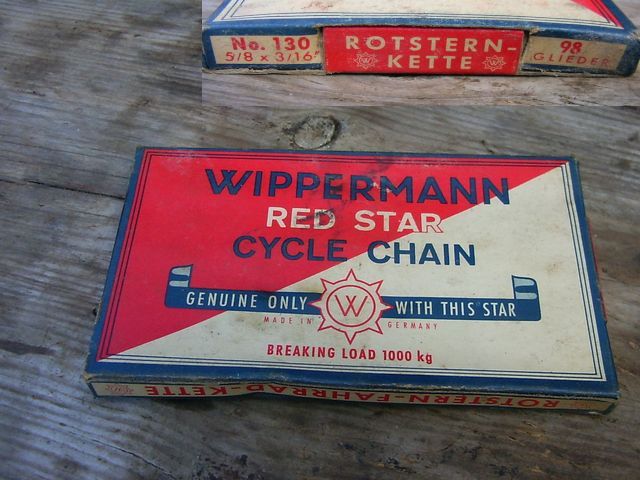 No. 130
5/8 x 3/16"
ROTSTERN-
KETTE
W
W
98
GLIEDER
WIPPERMANN
RED STAR
CYCLE CHAIN
GENUINE ONLY W WITH THIS STAR
MADE IN GERMANY
BREAKING LOAD 1000 kg
ROTSTERN-FAHRRAD-KETTE